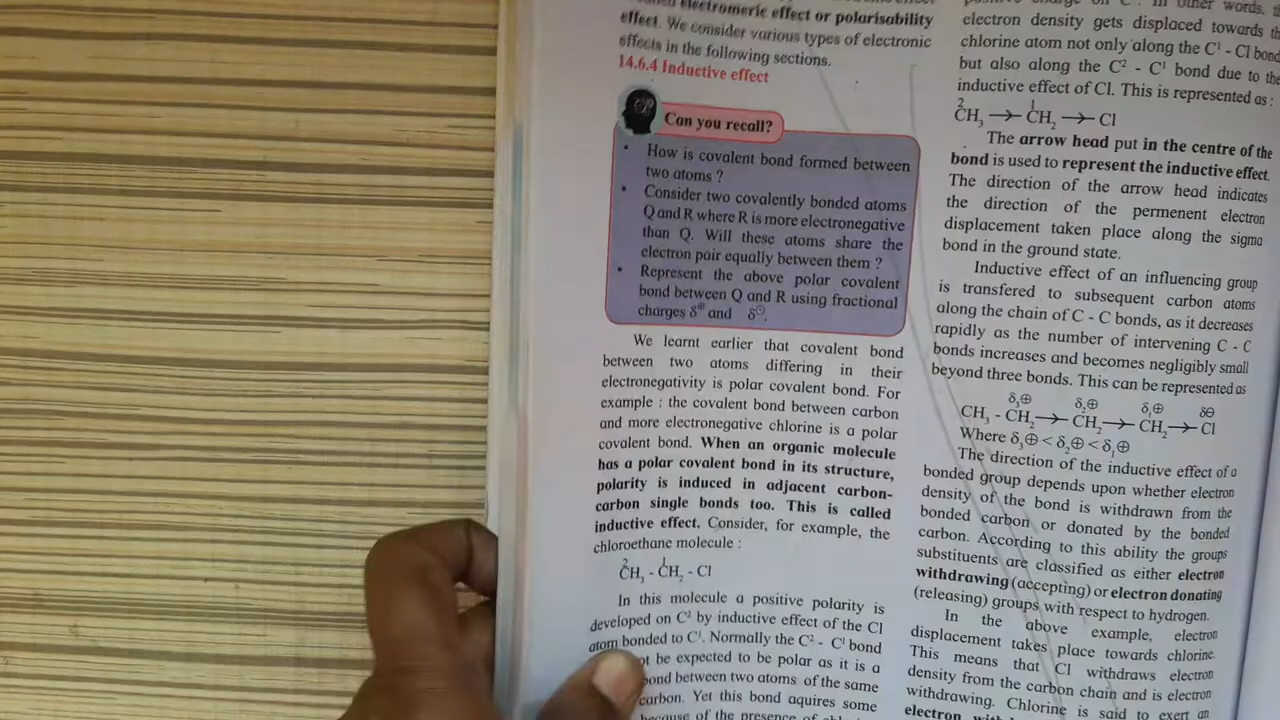 electromeric effect or polarisability
effect. We consider various types of electronic
effects in the following sections.
14.6.4 Inductive effect
Can you recall?
• How is covalent bond formed between
two atoms ?
• Consider two covalently bonded atoms
Q and R where R is more electronegative
than Q. Will these atoms share the
electron pair equally between them ?
• Represent the above polar covalent
bond between Q and R using fractional
charges δ⊕ and δ⊖.
We learnt earlier that covalent bond
between two atoms differing in their
electronegativity is polar covalent bond. For
example : the covalent bond between carbon
and more electronegative chlorine is a polar
covalent bond. When an organic molecule
has a polar covalent bond in its structure,
polarity is induced in adjacent carbon-
carbon single bonds too. This is called
inductive effect. Consider, for example, the
chloroethane molecule :
²CH₃ - ¹CH₂ - Cl
In this molecule a positive polarity is
developed on C² by inductive effect of the Cl
atom bonded to C¹. Normally the C² - C¹ bond
be expected to be polar as it is a
bond between two atoms of the same
carbon. Yet this bond aquires some
because of the presence of
In other words,
electron density gets displaced towards
chlorine atom not only along the C¹ - Cl bond
but also along the C² - C¹ bond due to the
inductive effect of Cl. This is represented as :
²CH₃ → ¹CH₂ → Cl
The arrow head put in the centre of the
bond is used to represent the inductive effect.
The direction of the arrow head indicates
the direction of the permenent electron
displacement taken place along the sigma
bond in the ground state.
Inductive effect of an influencing group
is transfered to subsequent carbon atoms
along the chain of C - C bonds, as it decreases
rapidly as the number of intervening C - C
bonds increases and becomes negligibly small
beyond three bonds. This can be represented as
δ₃⊕ δ₂⊕ δ₁⊕ δ⊖
CH₃ - CH₂ → CH₂ → CH₂ → Cl
Where δ₃⊕ < δ₂⊕ < δ₁⊕
The direction of the inductive effect of a
bonded group depends upon whether electron
density of the bond is withdrawn from the
bonded carbon or donated by the bonded
carbon. According to this ability the groups
substituents are classified as either electron
withdrawing (accepting) or electron donating
(releasing) groups with respect to hydrogen.
In the above example, electron
displacement takes place towards chlorine.
This means that Cl withdraws electron
density from the carbon chain and is electron
withdrawing. Chlorine is said to exert an
electron